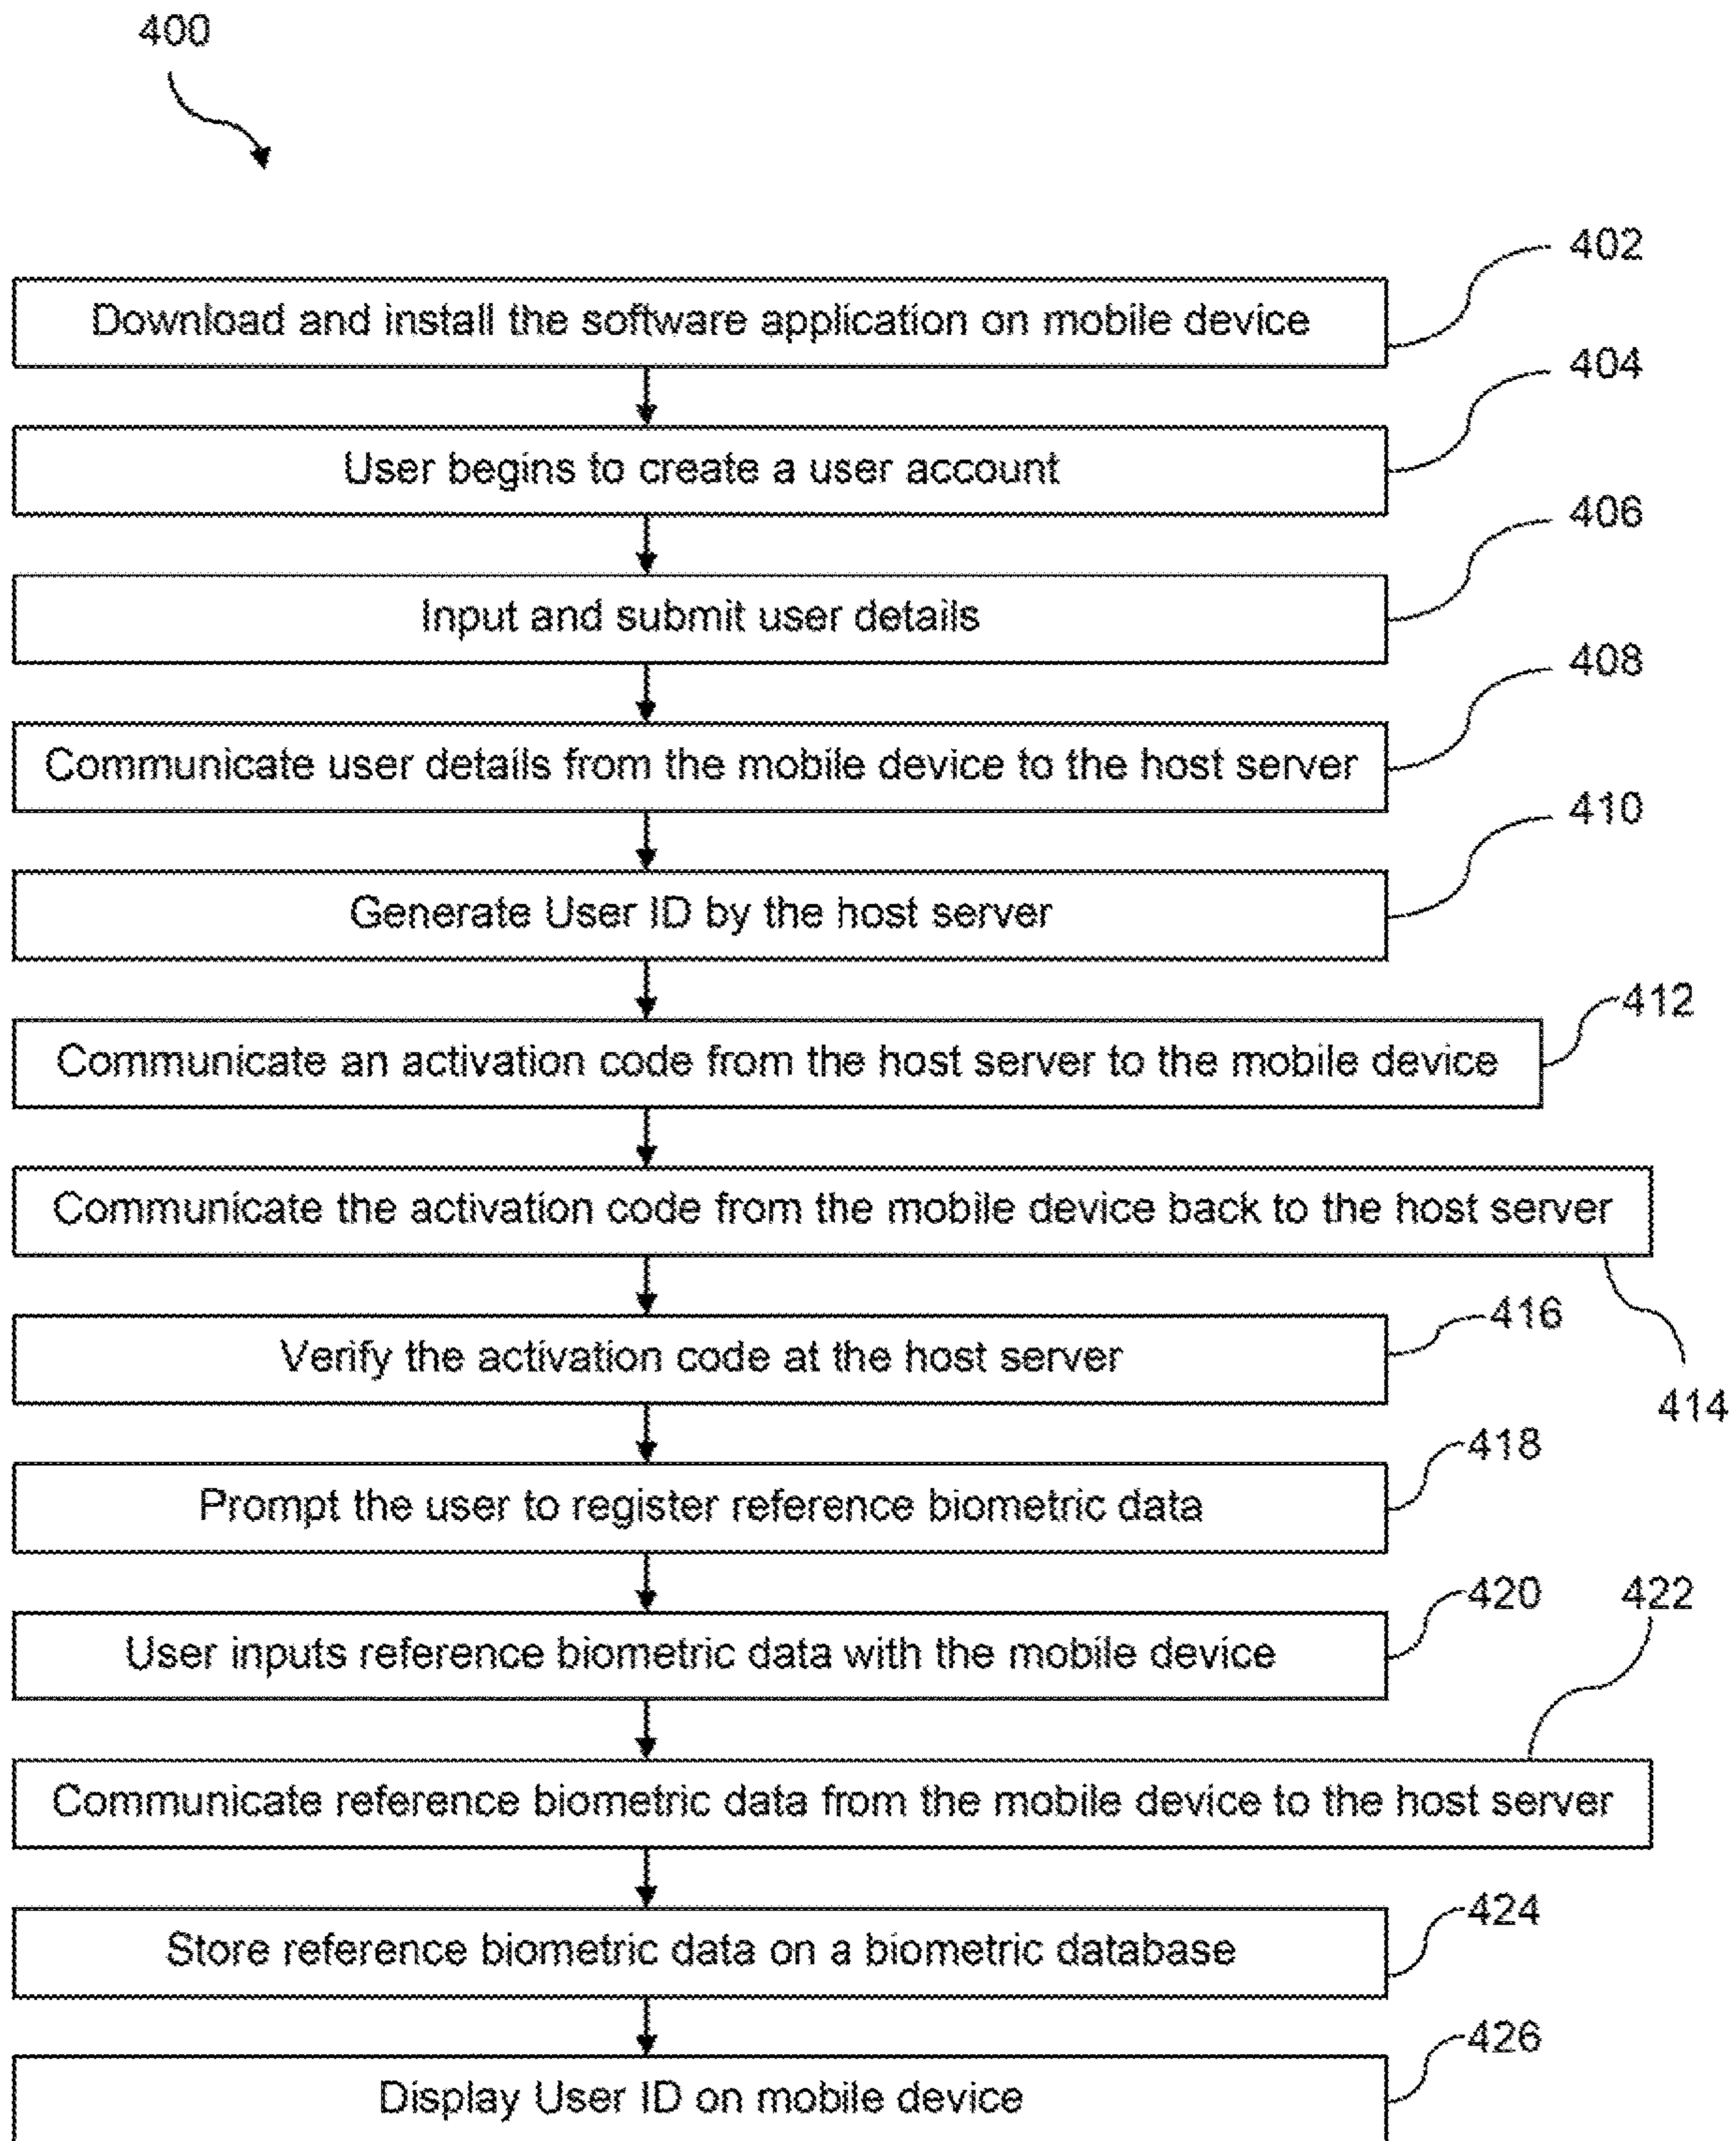 400
402
Download and install the software application on mobile device
404
User begins to create a user account
406
Input and submit user details
408
Communicate user details from the mobile device to the host server
410
Generate User ID by the host server
412
Communicate an activation code from the host server to the mobile device
Communicate the activation code from the mobile device back to the host server
414
416
Verify the activation code at the host server
418
Prompt the user to register reference biometric data
420
User inputs reference biometric data with the mobile device
422
Communicate reference biometric data from the mobile device to the host server
424
Store reference biometric data on a biometric database
426
Display User ID on mobile device